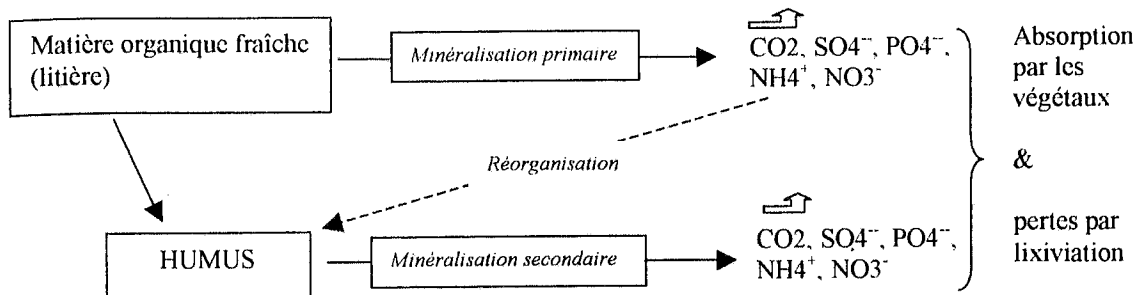 Matière organique fraîche
(litière)
Minéralisation primaire
CO2, SO4⁻⁻, PO4⁻⁻,
NH4⁺, NO3⁻
Absorption
par les
végétaux
&
pertes par
lixiviation
Réorganisation
HUMUS
Minéralisation secondaire
CO2, SO4⁻⁻, PO4⁻⁻,
NH4⁺, NO3⁻